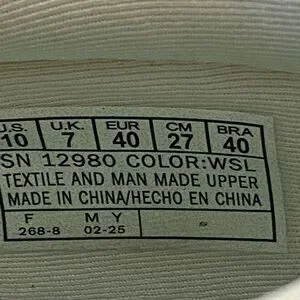 U.S. U.K. EUR CM BRA
10 7 40 27 40
SN 12980 COLOR:WSL
TEXTILE AND MAN MADE UPPER
MADE IN CHINA/HECHO EN CHINA
F M Y
268-8 02-25